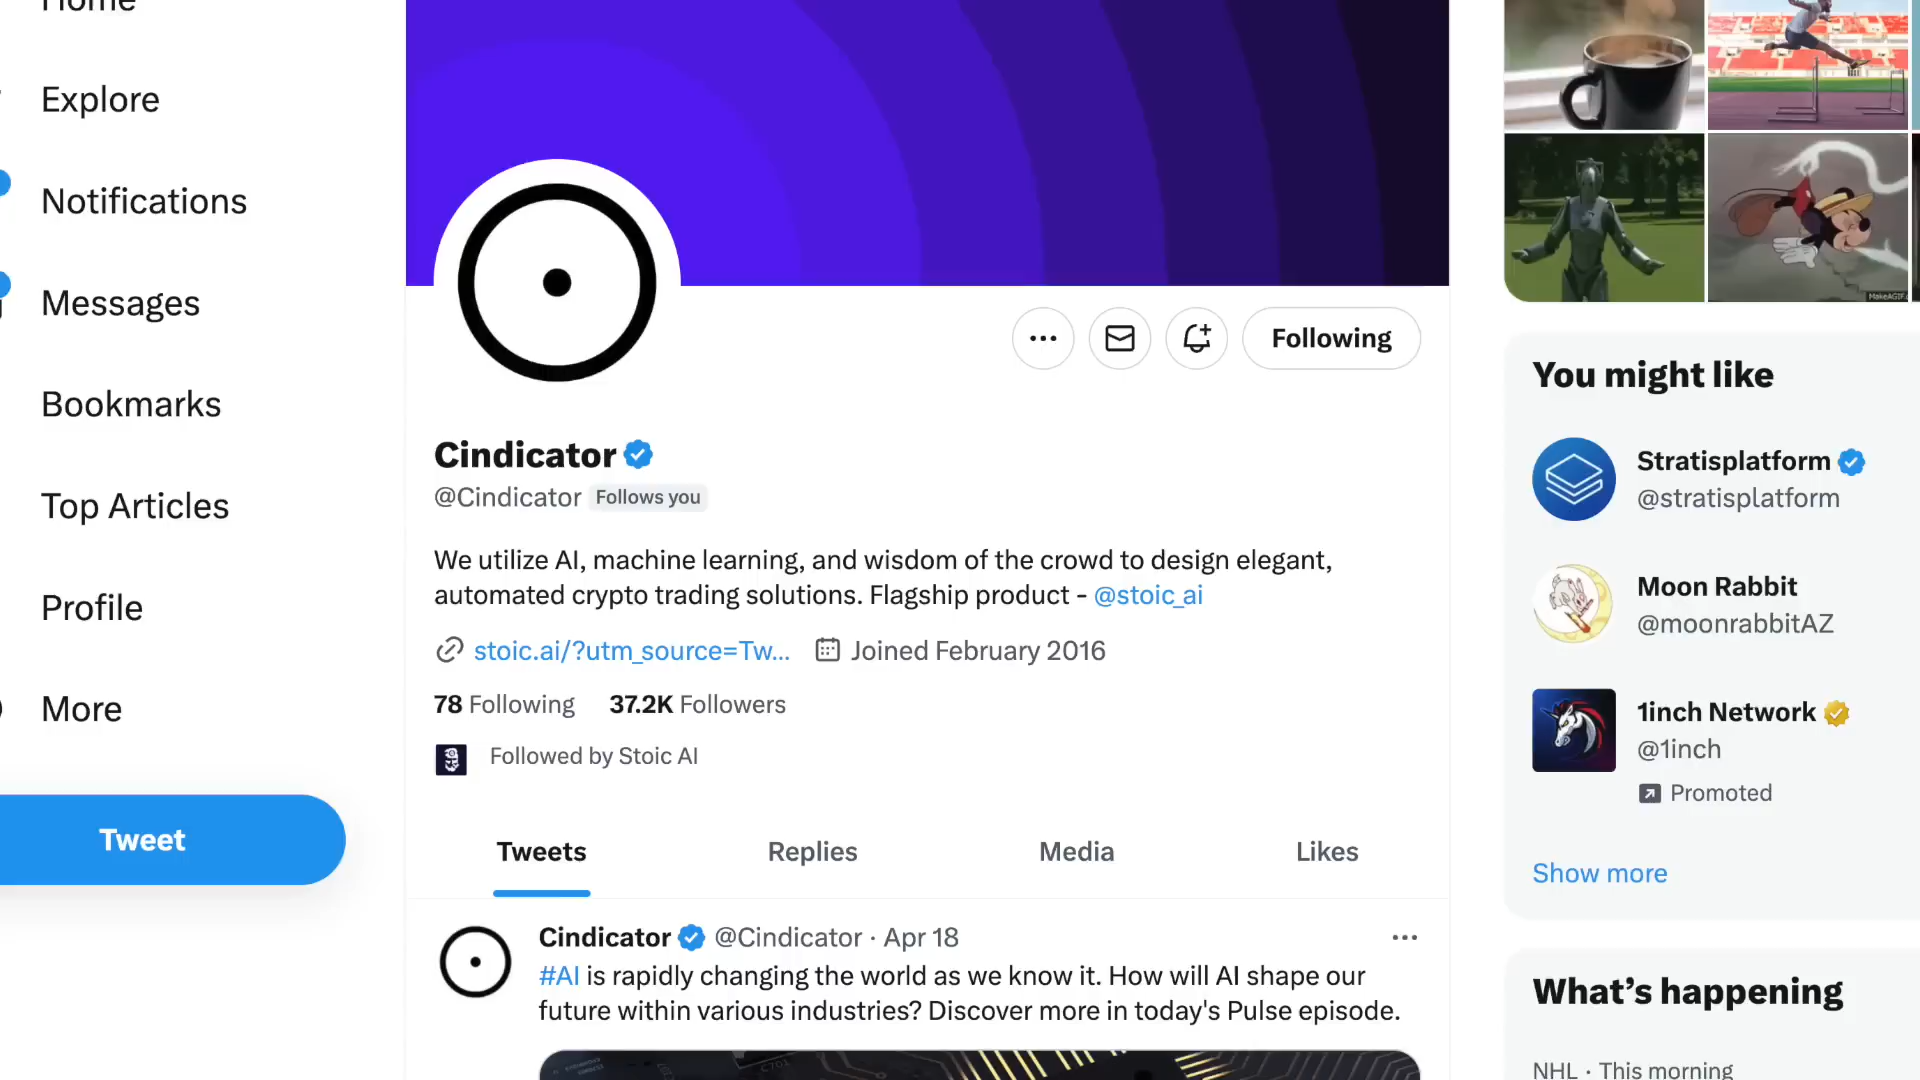 Home
Explore
Notifications
Messages
Bookmarks
Top Articles
Profile
More
Tweet
Following
Cindicator
@Cindicator Follows you
We utilize AI, machine learning, and wisdom of the crowd to design elegant,
automated crypto trading solutions. Flagship product - @stoic_ai
stoic.ai/?utm_source=Tw... Joined February 2016
78 Following 37.2K Followers
Followed by Stoic AI
Tweets Replies Media Likes
Cindicator @Cindicator · Apr 18
#AI is rapidly changing the world as we know it. How will AI shape our
future within various industries? Discover more in today's Pulse episode.
You might like
Stratisplatform
@stratisplatform
Moon Rabbit
@moonrabbitAZ
1inch Network
@1inch
Promoted
Show more
What's happening
NHL · This morning